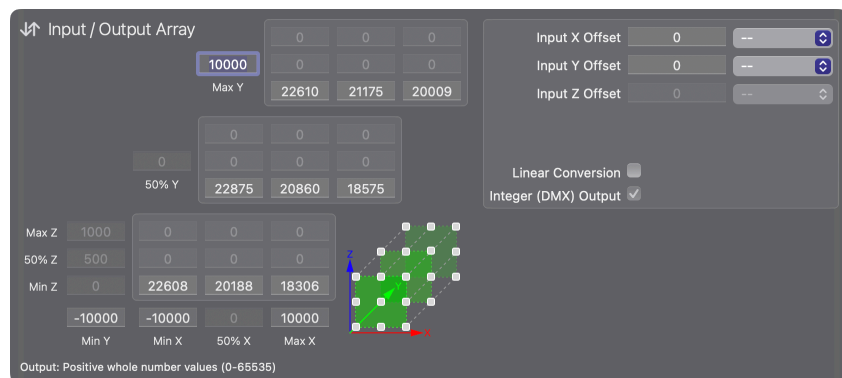 Input / Output Array
0 0 0
10000 0 0 0
Max Y 22610 21175 20009
0 0 0
0 0 0 0
50% Y 22875 20860 18575
Max Z 1000 0 0 0
50% Z 500 0 0 0
Min Z 0 22608 20188 18306
-10000 -10000 0 10000
Min Y Min X 50% X Max X
Z
Y
X
Output: Positive whole number values (0-65535)
Input X Offset 0 --
Input Y Offset 0 --
Input Z Offset 0 --
Linear Conversion
Integer (DMX) Output